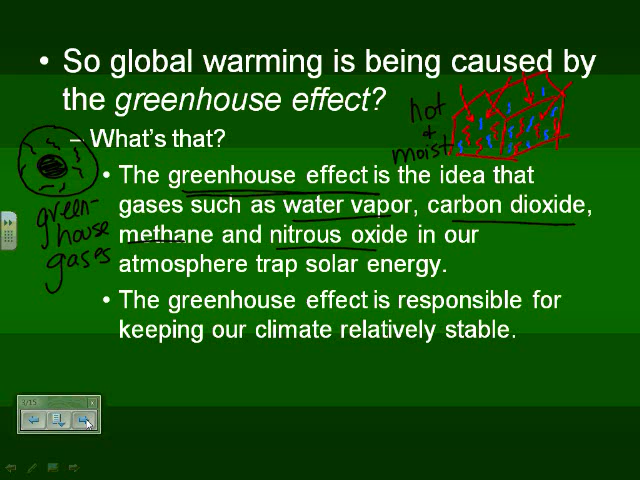 • So global warming is being caused by
the greenhouse effect?
– What's that?
• The greenhouse effect is the idea that
gases such as water vapor, carbon dioxide,
methane and nitrous oxide in our
atmosphere trap solar energy.
• The greenhouse effect is responsible for
keeping our climate relatively stable.
hot
+
moist
green-
house
gases
3/15